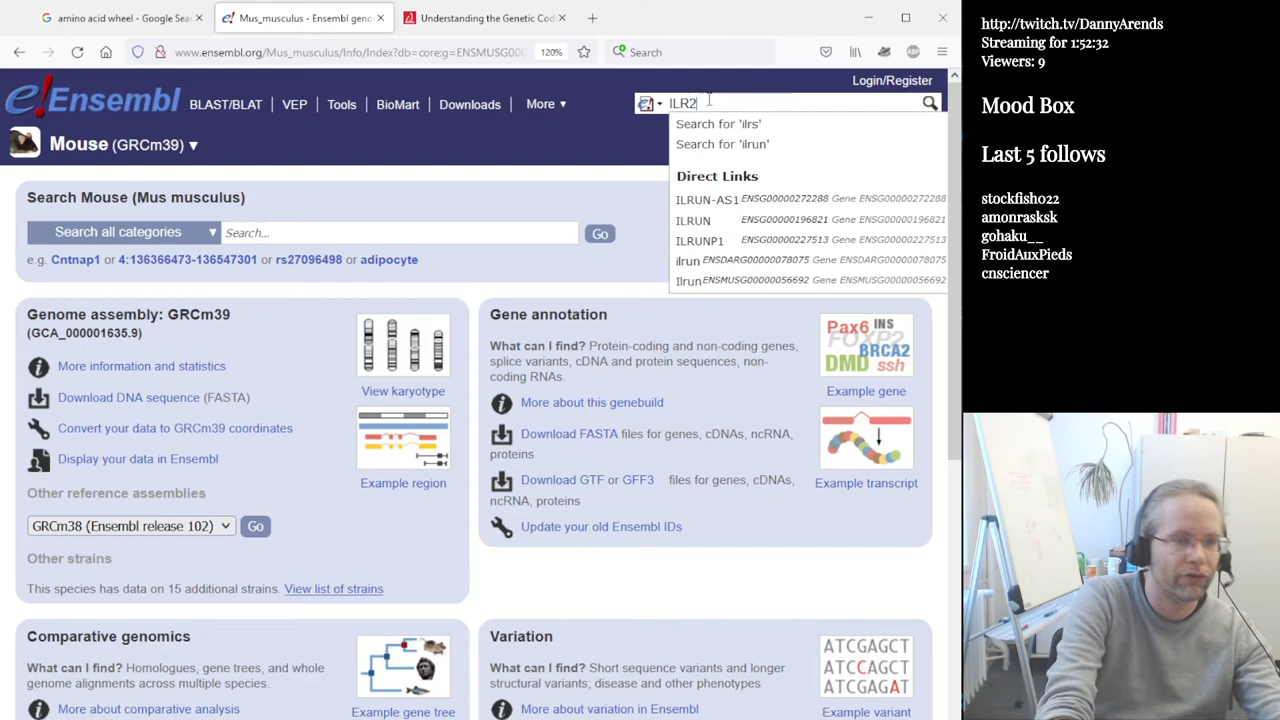 amino acid wheel - Google Sear
Mus_musculus - Ensembl geno
Understanding the Genetic Cod
www.ensembl.org/Mus_musculus/Info/Index?db=core;g=ENSMUSG000
120%
Search
Login/Register
e!Ensembl
BLAST/BLAT
VEP
Tools
BioMart
Downloads
More
ILR2
Mouse (GRCm39)
Search for 'ilrs'
Search for 'ilrun'
Direct Links
ILRUN-AS1 ENSG00000272288 Gene ENSG00000272288
ILRUN ENSG00000196821 Gene ENSG00000196821
ILRUNP1 ENSG00000227513 Gene ENSG00000227513
ilrun ENSDARG00000078075 Gene ENSDARG00000078075
Ilrun ENSMUSG00000056692 Gene ENSMUSG00000056692
Search Mouse (Mus musculus)
Search all categories
Search...
Go
e.g. Cntnap1 or 4:136366473-136547301 or rs27096498 or adipocyte
Genome assembly: GRCm39
(GCA_000001635.9)
More information and statistics
Download DNA sequence (FASTA)
Convert your data to GRCm39 coordinates
Display your data in Ensembl
Other reference assemblies
GRCm38 (Ensembl release 102)
Go
Other strains
This species has data on 15 additional strains. View list of strains
View karyotype
Example region
Gene annotation
What can I find? Protein-coding and non-coding genes,
splice variants, cDNA and protein sequences, non-
coding RNAs.
More about this genebuild
Download FASTA files for genes, cDNAs, ncRNA,
proteins
Download GTF or GFF3 files for genes, cDNAs,
ncRNA, proteins
Update your old Ensembl IDs
Pax6 INS
FOXP2
BRCA2
DMD ssh
Example gene
Example transcript
Comparative genomics
What can I find? Homologues, gene trees, and whole
genome alignments across multiple species.
More about comparative analysis
Example gene tree
Variation
What can I find? Short sequence variants and longer
structural variants; disease and other phenotypes
More about variation in Ensembl
ATCGAGCT
ATCCAGCT
ATCGAGAT
Example variant
http://twitch.tv/DannyArends
Streaming for 1:52:32
Viewers: 9
Mood Box
Last 5 follows
stockfish022
amonrasksk
gohaku__
FroidAuxPieds
cnsciencer